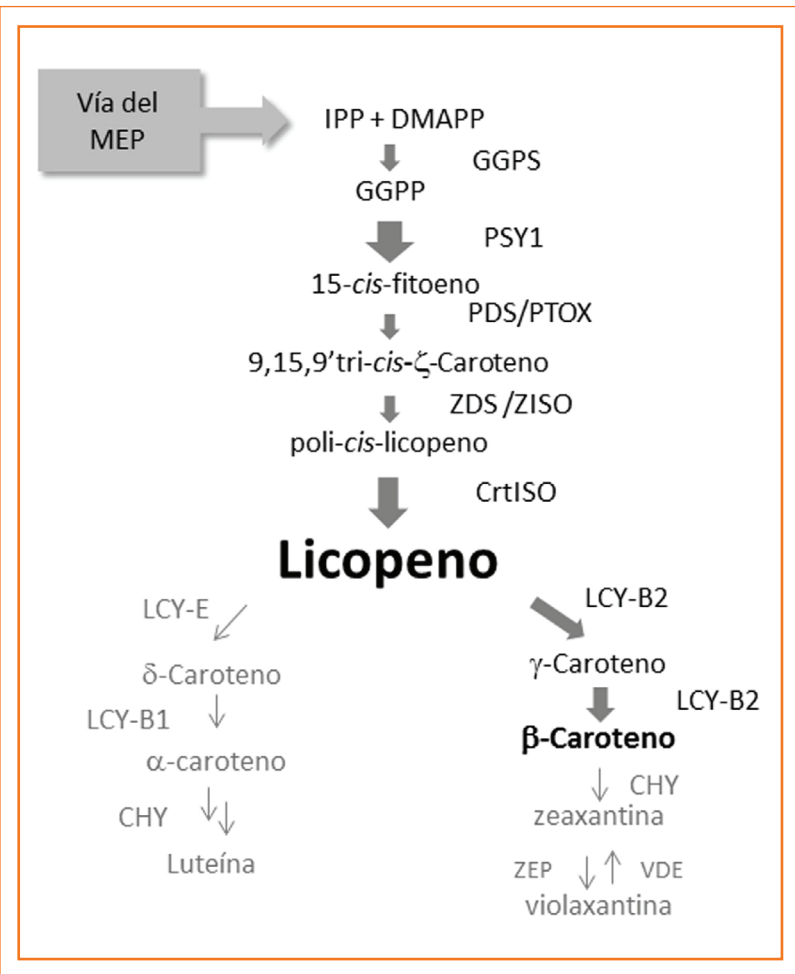 Vía del
MEP
IPP + DMAPP
GGPS
GGPP
PSY1
15-cis-fitoeno
PDS/PTOX
9,15,9’tri-cis-ζ-Caroteno
ZDS /ZISO
poli-cis-licopeno
CrtISO
Licopeno
LCY-E
δ-Caroteno
LCY-B1
α-caroteno
CHY
Luteína
LCY-B2
γ-Caroteno
LCY-B2
β-Caroteno
CHY
zeaxantina
ZEP VDE
violaxantina